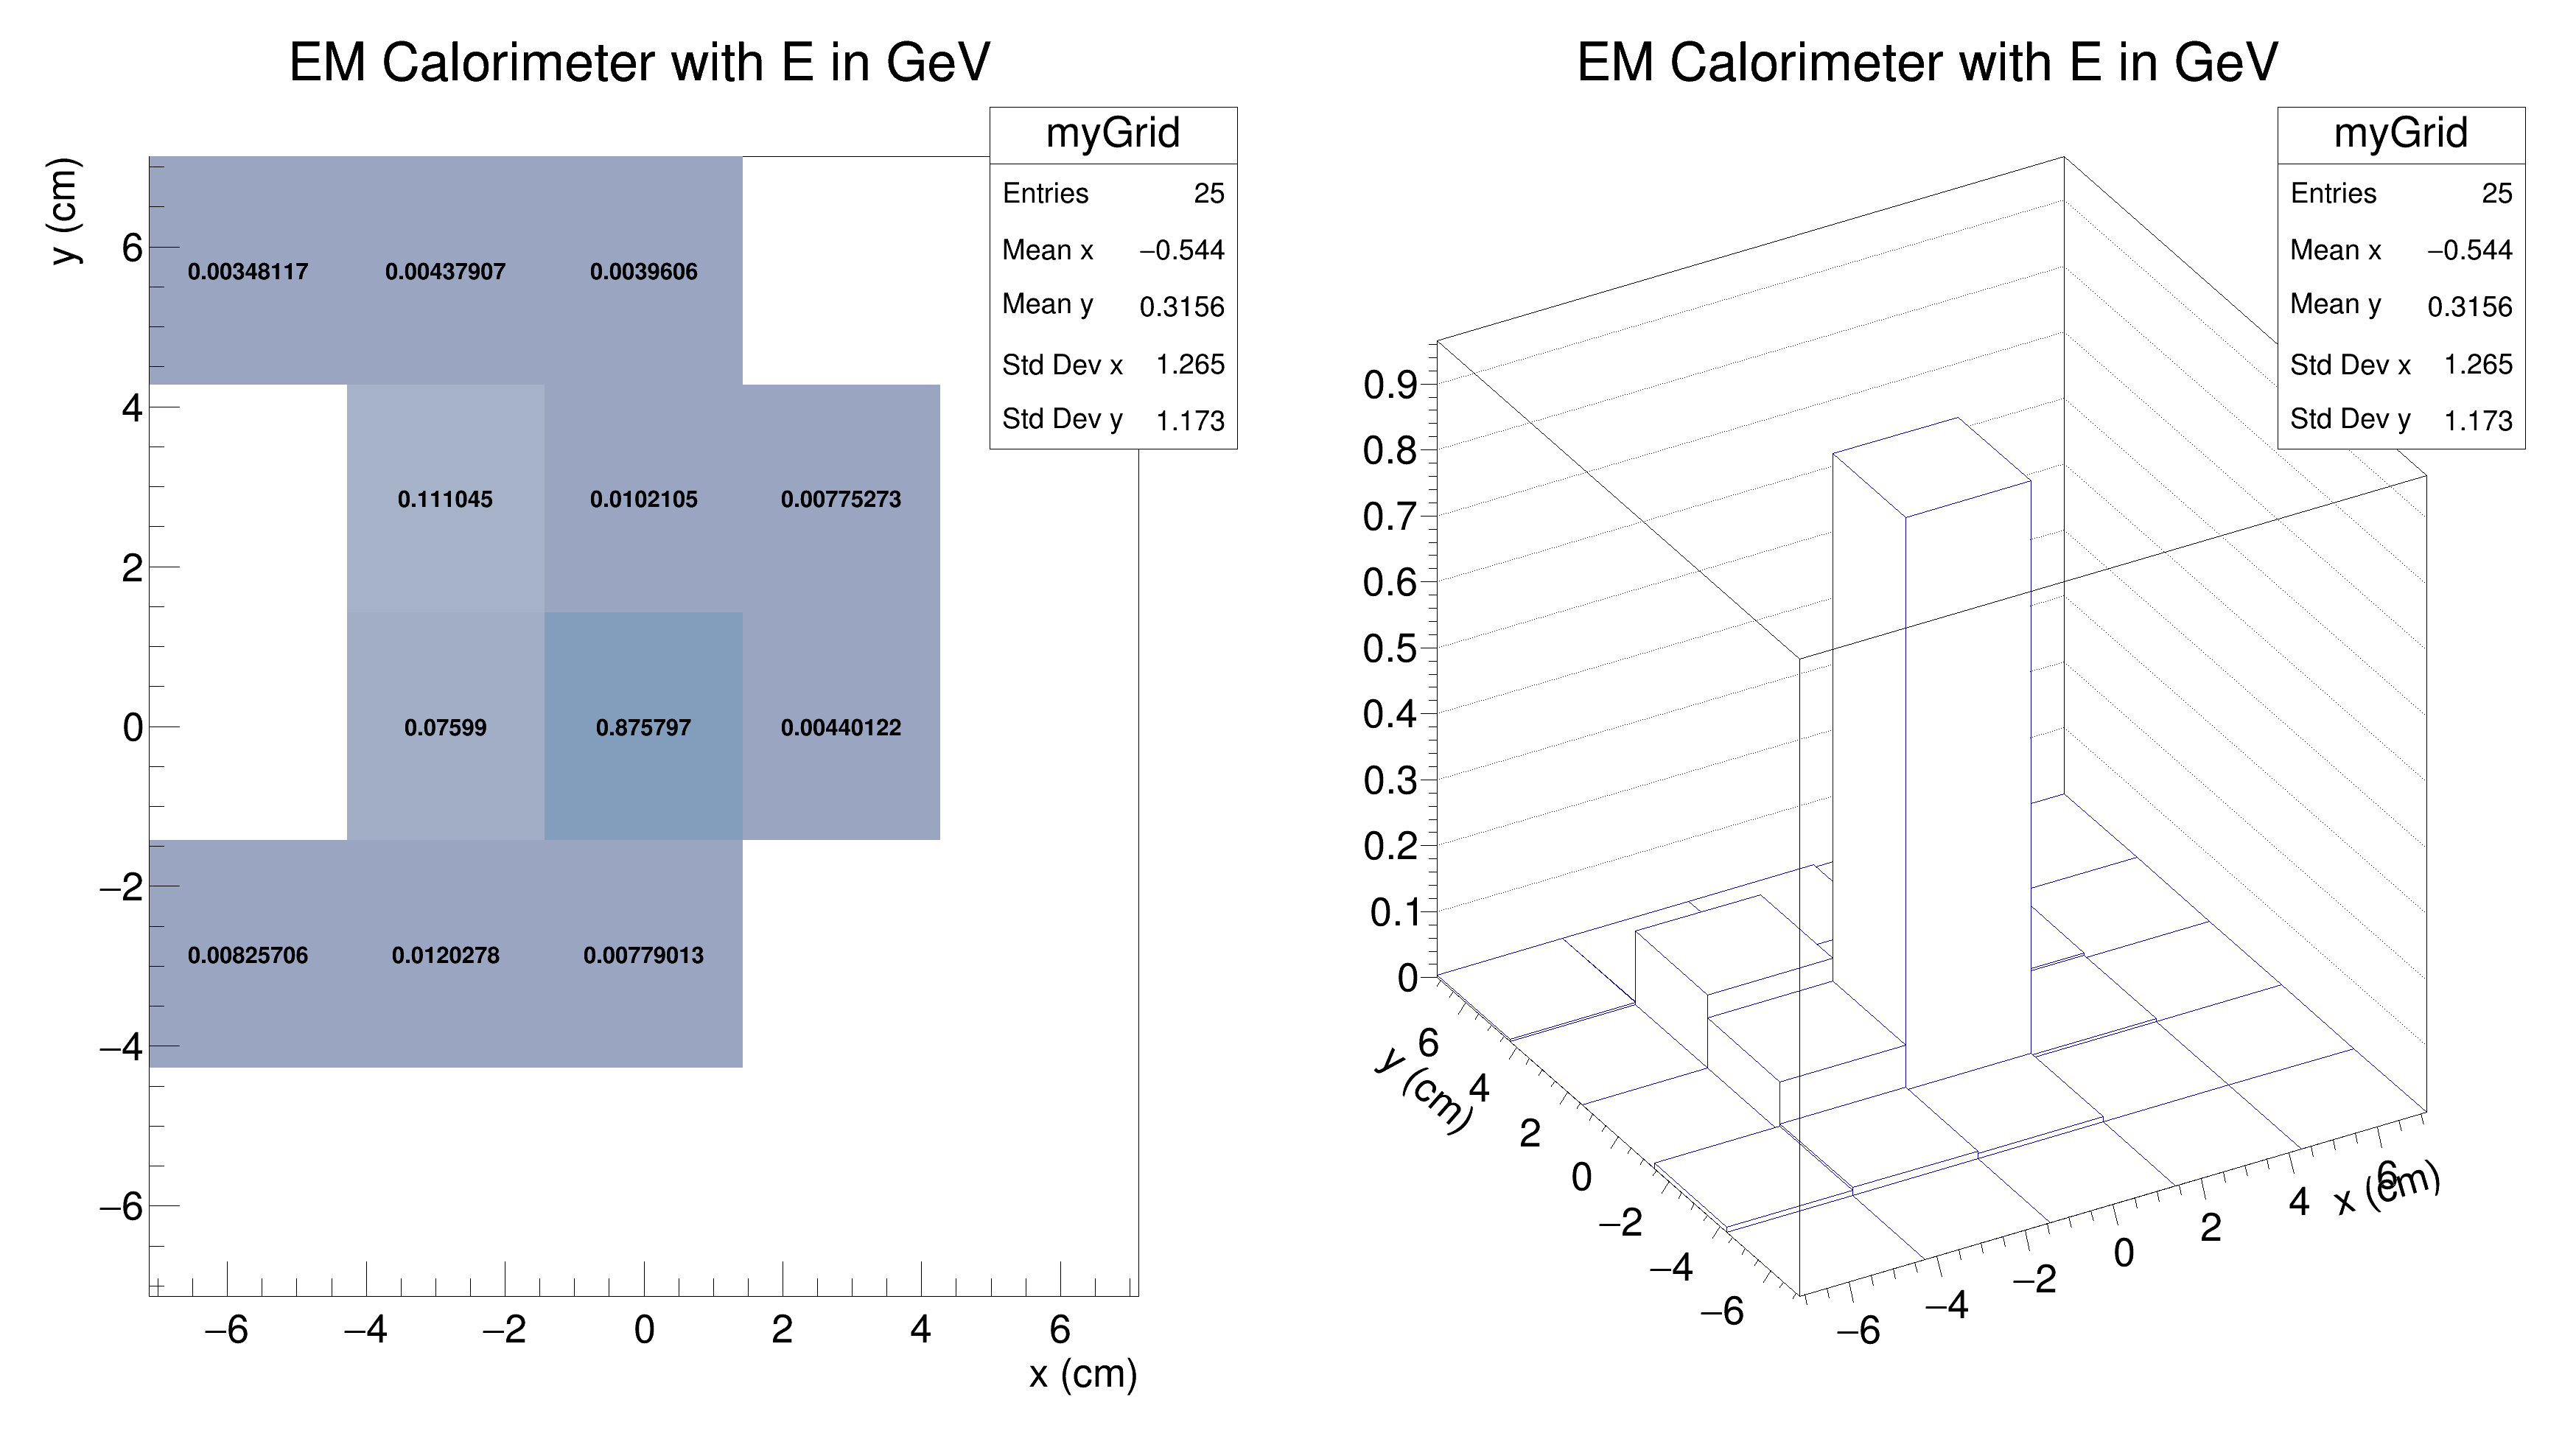 EM Calorimeter with E in GeV
myGrid
Entries 25
Mean x −0.544
Mean y 0.3156
Std Dev x 1.265
Std Dev y 1.173
y (cm)
6
4
2
0
−2
−4
−6
0.00348117 0.00437907 0.0039606
0.111045 0.0102105 0.00775273
0.07599 0.875797 0.00440122
0.00825706 0.0120278 0.00779013
−6 −4 −2 0 2 4 6
x (cm)
EM Calorimeter with E in GeV
myGrid
Entries 25
Mean x −0.544
Mean y 0.3156
Std Dev x 1.265
Std Dev y 1.173
0.9
0.8
0.7
0.6
0.5
0.4
0.3
0.2
0.1
0
y (cm)
6
4
2
0
−2
−4
−6
−6 −4 −2 0 2 4 6
x (cm)